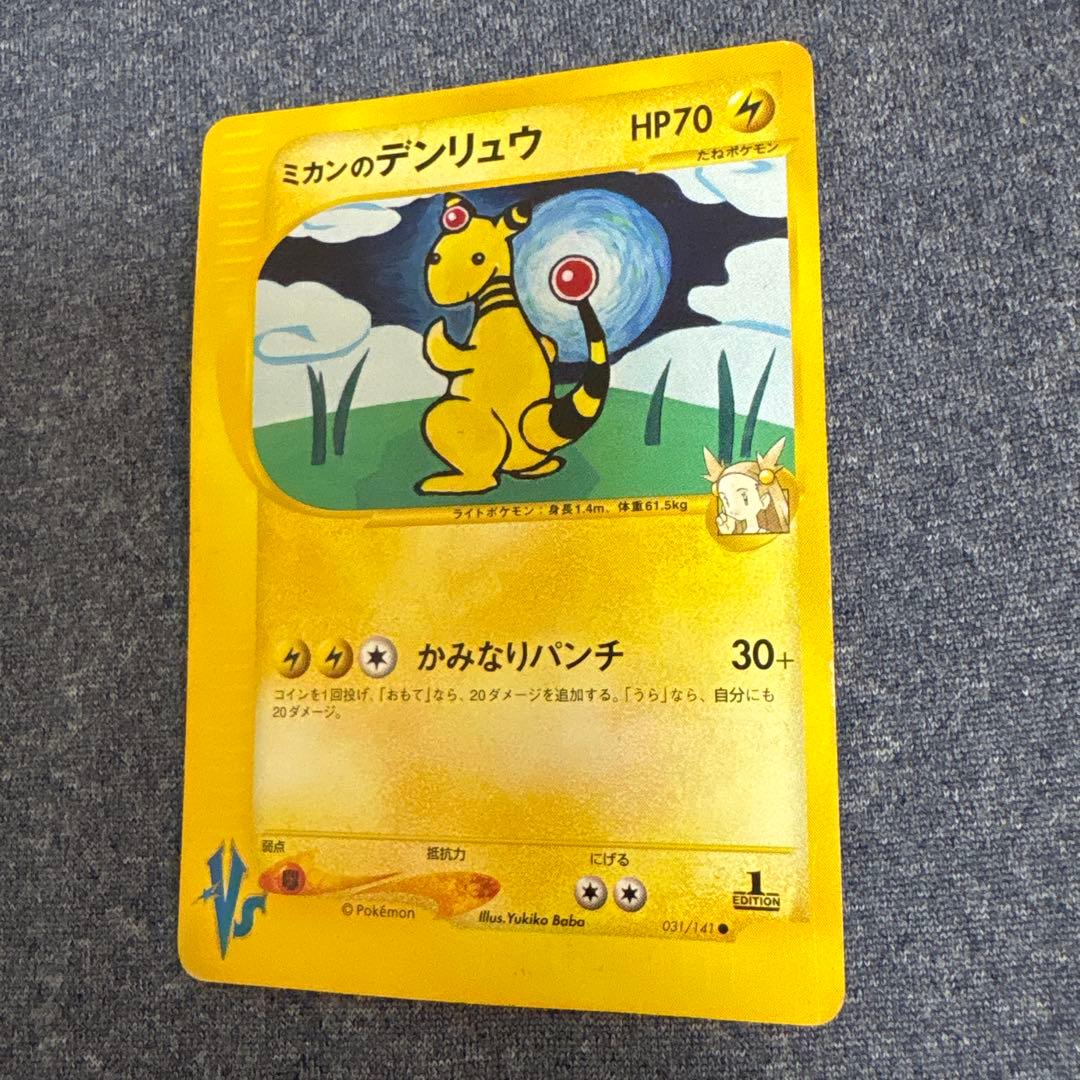 ミカンのデンリュウ HP70
たねポケモン
ライトポケモン：身長1.4m、体重61.5kg
かみなりパンチ 30+
コインを1回投げ、「おもて」なら、20ダメージを追加する。「うら」なら、自分にも
20ダメージ。
弱点 抵抗力 にげる
VS
1
EDITION
©Pokémon Illus.Yukiko Baba 031/141●